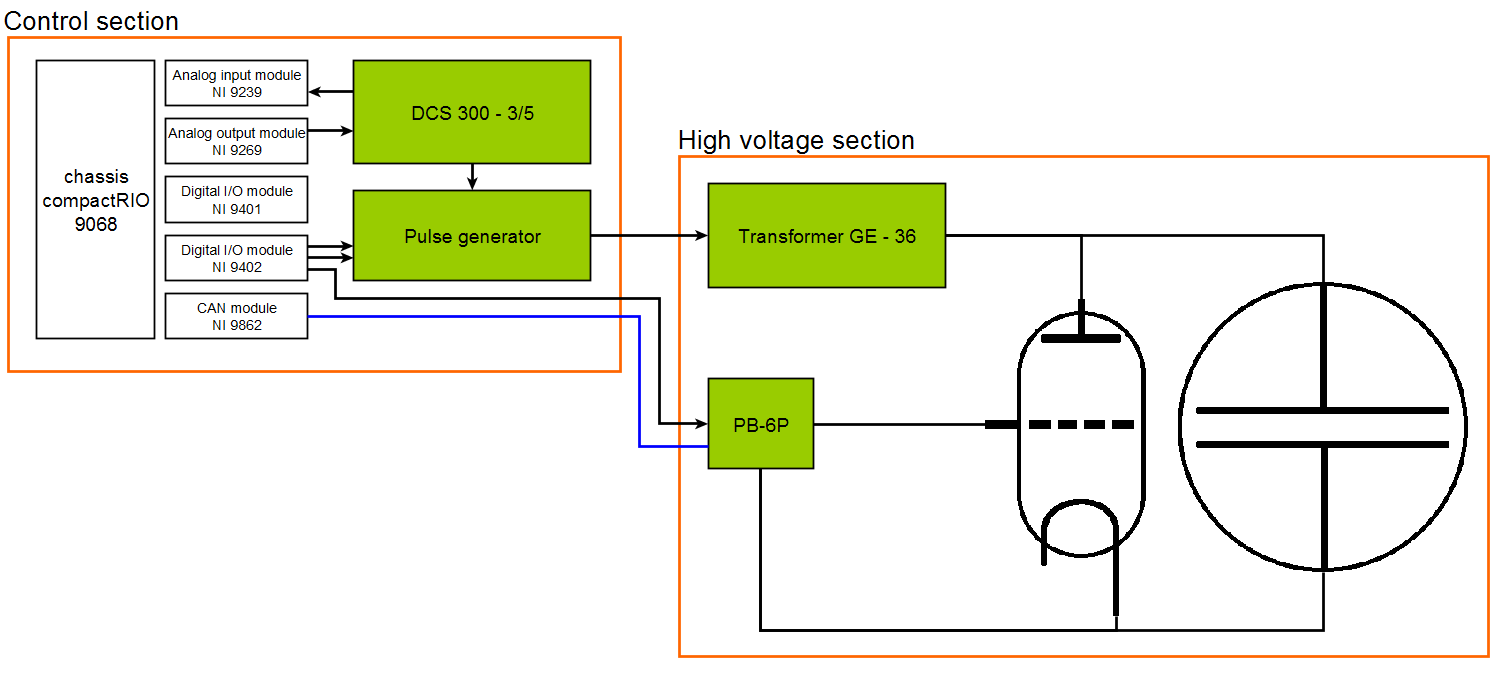 Control section
chassis
compactRIO
9068
Analog input module
NI 9239
Analog output module
NI 9269
Digital I/O module
NI 9401
Digital I/O module
NI 9402
CAN module
NI 9862
DCS 300 - 3/5
Pulse generator
High voltage section
Transformer GE - 36
PB-6P